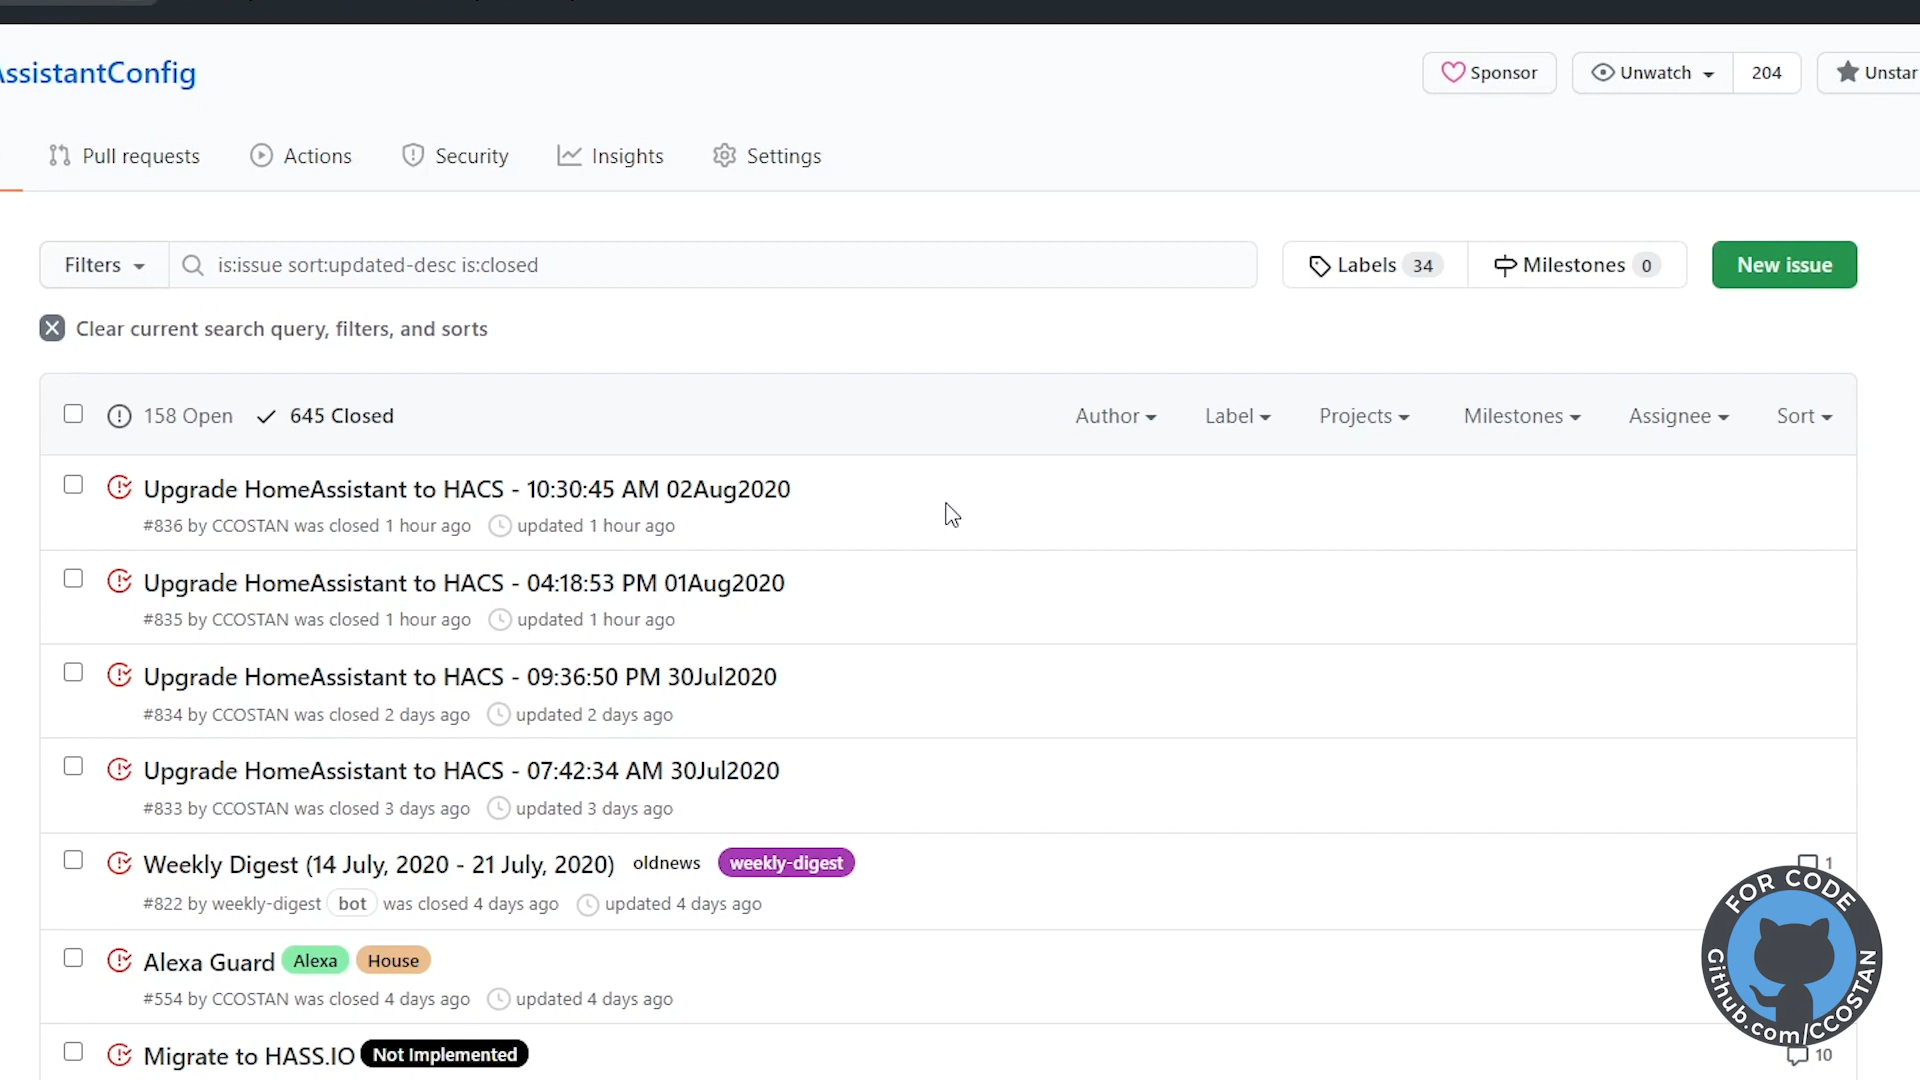 AssistantConfig
Sponsor
Unwatch
204
Unstar
Pull requests
Actions
Security
Insights
Settings
Filters
is:issue sort:updated-desc is:closed
Labels 34
Milestones 0
New issue
Clear current search query, filters, and sorts
158 Open
645 Closed
Author
Label
Projects
Milestones
Assignee
Sort
Upgrade HomeAssistant to HACS - 10:30:45 AM 02Aug2020
#836 by CCOSTAN was closed 1 hour ago updated 1 hour ago
Upgrade HomeAssistant to HACS - 04:18:53 PM 01Aug2020
#835 by CCOSTAN was closed 1 hour ago updated 1 hour ago
Upgrade HomeAssistant to HACS - 09:36:50 PM 30Jul2020
#834 by CCOSTAN was closed 2 days ago updated 2 days ago
Upgrade HomeAssistant to HACS - 07:42:34 AM 30Jul2020
#833 by CCOSTAN was closed 3 days ago updated 3 days ago
Weekly Digest (14 July, 2020 - 21 July, 2020) oldnews weekly-digest
1
#822 by weekly-digest bot was closed 4 days ago updated 4 days ago
Alexa Guard Alexa House
#554 by CCOSTAN was closed 4 days ago updated 4 days ago
Migrate to HASS.IO Not Implemented
10
FOR CODE
Github.com/CCOSTAN